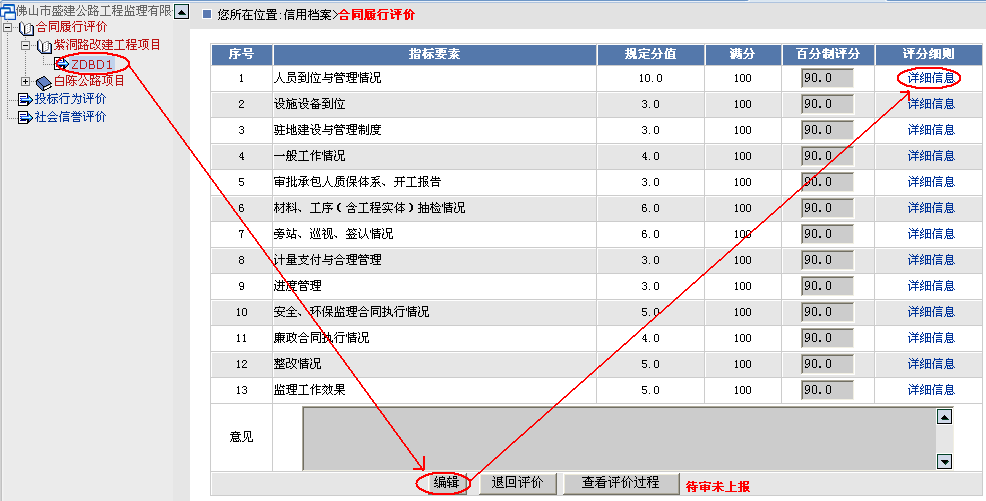 佛山市盛建公路工程监理有限
合同履行评价
紫洞路改建工程项目
ZDBD1
白陈公路项目
投标行为评价
社会信誉评价
您所在位置:信用档案>合同履行评价
序号 指标要素 规定分值 满分 百分制评分 评分细则
1 人员到位与管理情况 10.0 100 90.0 详细信息
2 设施设备到位 3.0 100 90.0 详细信息
3 驻地建设与管理制度 3.0 100 90.0 详细信息
4 一般工作情况 4.0 100 90.0 详细信息
5 审批承包人质保体系、开工报告 3.0 100 90.0 详细信息
6 材料、工序(含工程实体)抽检情况 6.0 100 90.0 详细信息
7 旁站、巡视、签认情况 6.0 100 90.0 详细信息
8 计量支付与合理管理 3.0 100 90.0 详细信息
9 进度管理 3.0 100 90.0 详细信息
10 安全、环保监理合同执行情况 5.0 100 90.0 详细信息
11 廉政合同执行情况 4.0 100 90.0 详细信息
12 整改情况 5.0 100 90.0 详细信息
13 监理工作效果 5.0 100 90.0 详细信息
意见
编辑 退回评价 查看评价过程 待审未上报